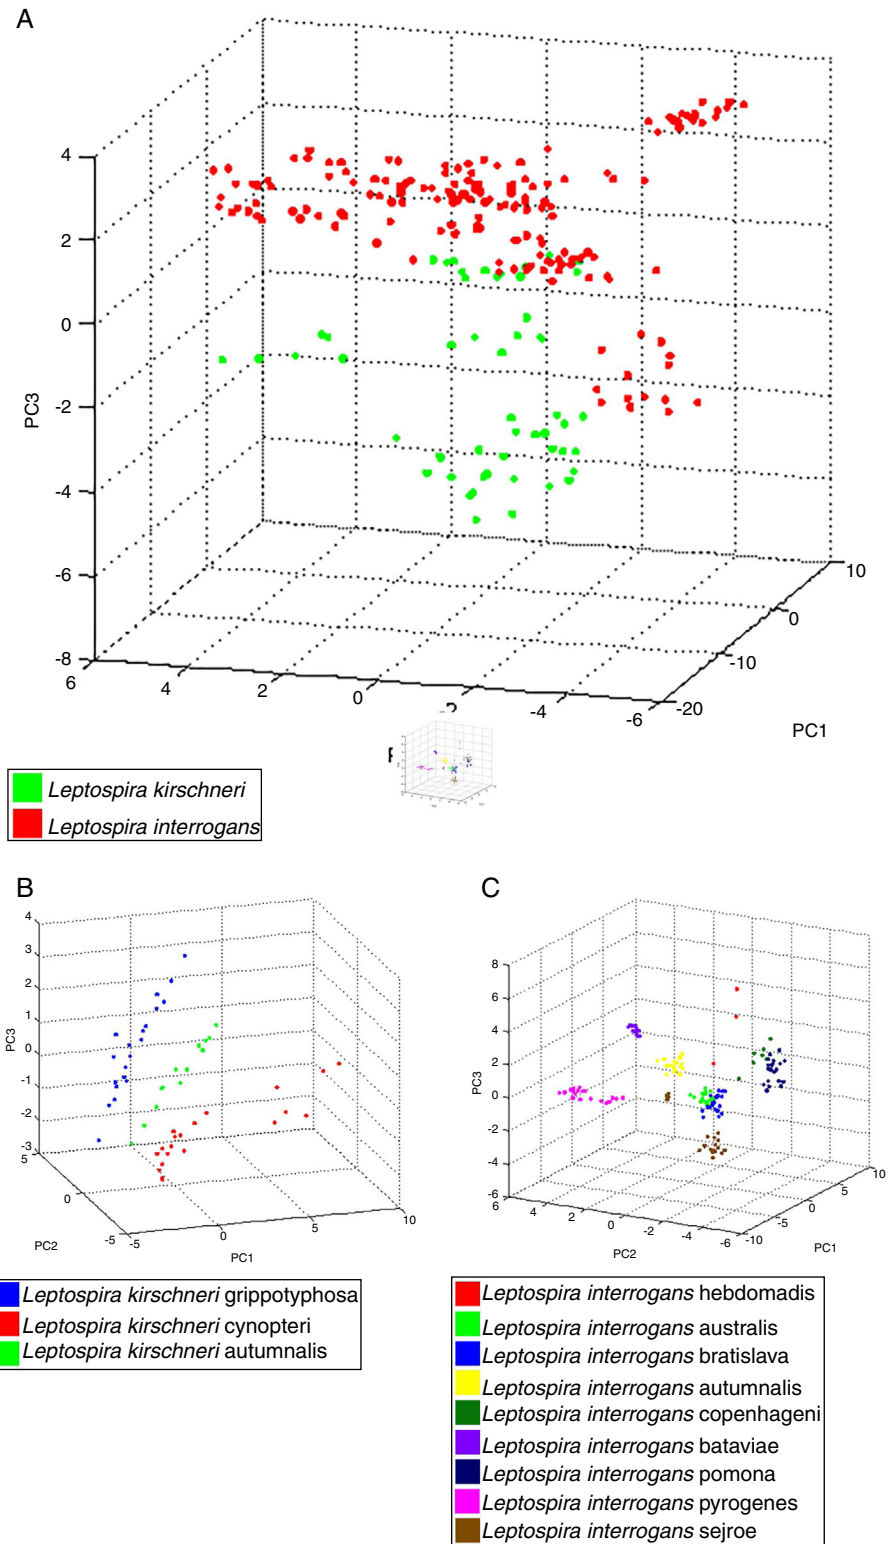 A
4
2
0
-2
-4
-6
-8
PC3
6
4
2
0
-4
-6
-20
-10
0
10
PC1
Leptospira kirschneri
Leptospira interrogans
B
4
3
2
1
0
-1
-2
-3
PC3
5
0
-5
PC2
-5
0
5
10
PC1
Leptospira kirschneri grippotyphosa
Leptospira kirschneri cynopteri
Leptospira kirschneri autumnalis
C
8
6
4
2
0
-2
-4
-6
PC3
6
4
2
0
-2
-4
-6
PC2
-10
-5
0
5
10
PC1
Leptospira interrogans hebdomadis
Leptospira interrogans australis
Leptospira interrogans bratislava
Leptospira interrogans autumnalis
Leptospira interrogans copenhageni
Leptospira interrogans bataviae
Leptospira interrogans pomona
Leptospira interrogans pyrogenes
Leptospira interrogans sejroe